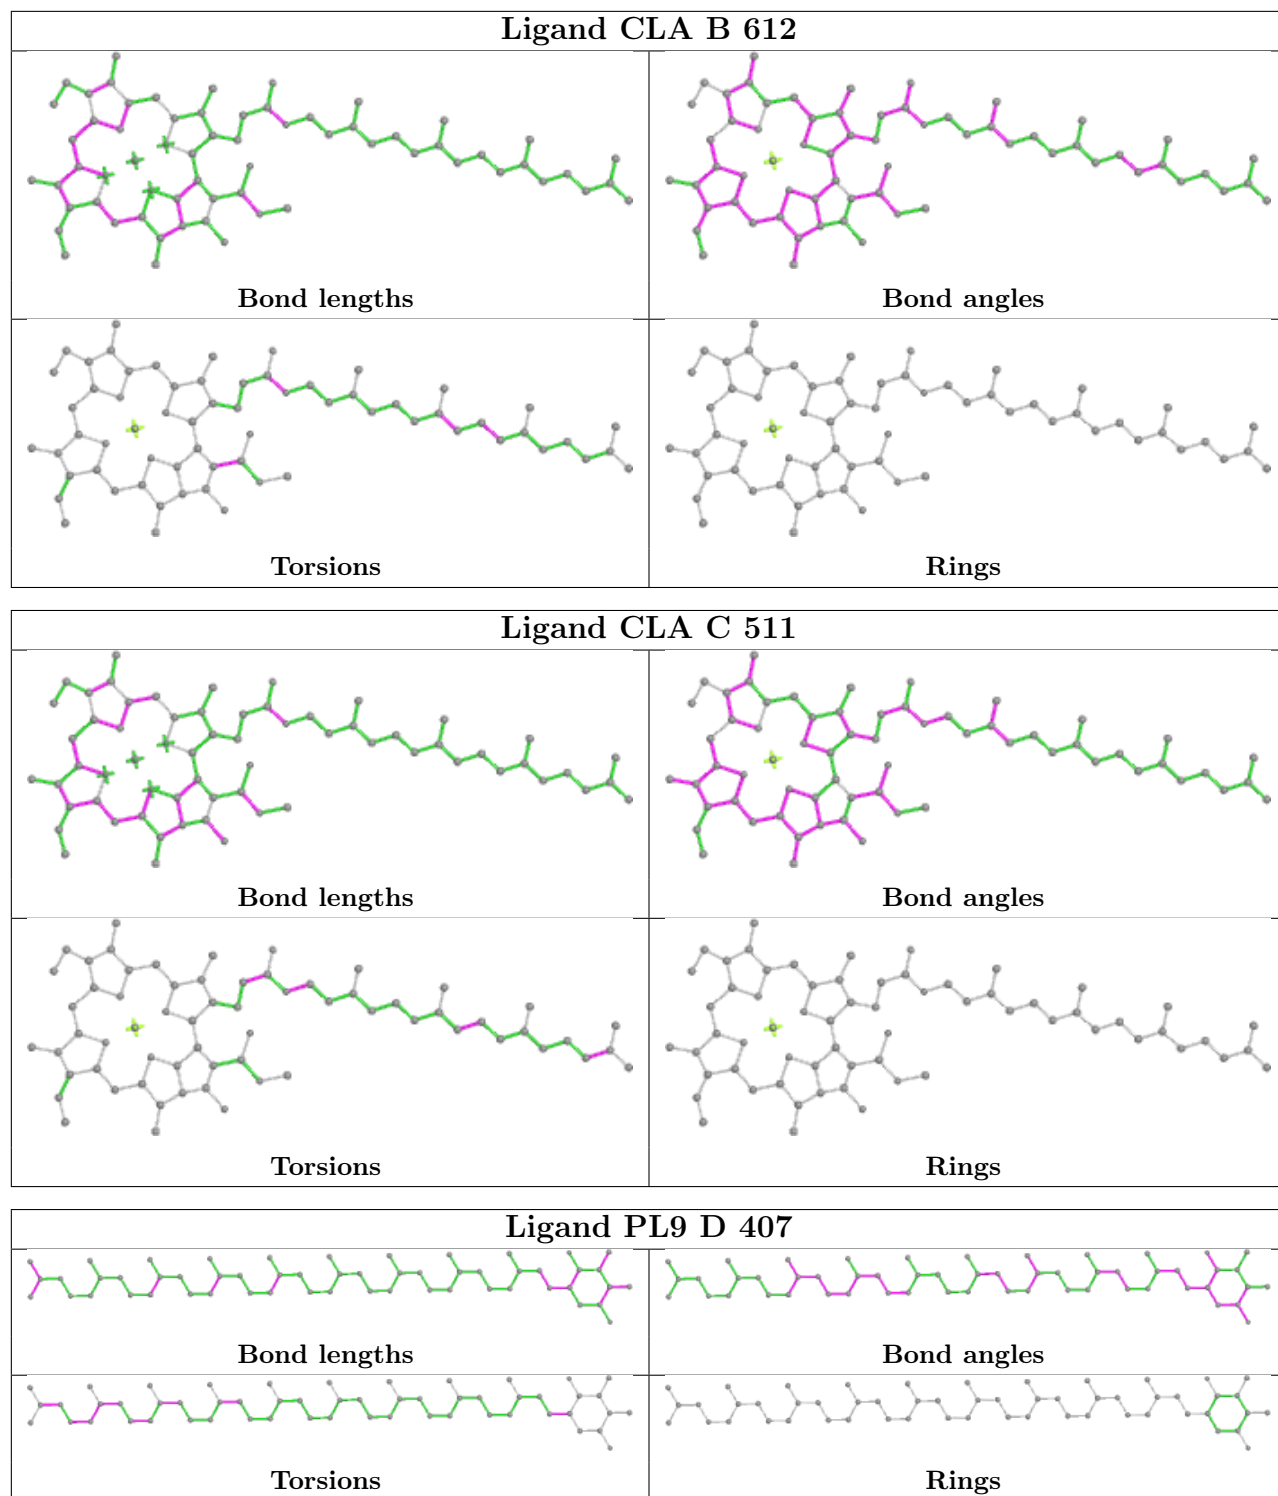 Ligand CLA B 612
Bond lengths
Bond angles
Torsions
Rings
Ligand CLA C 511
Bond lengths
Bond angles
Torsions
Rings
Ligand PL9 D 407
Bond lengths
Bond angles
Torsions
Rings